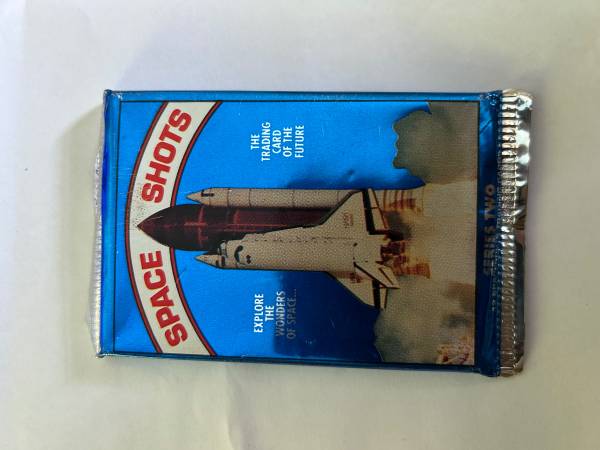 SPACE SHOTS
THE
TRADING
CARD
OF THE
FUTURE
EXPLORE
THE
WONDERS
OF SPACE...
SERIES TWO